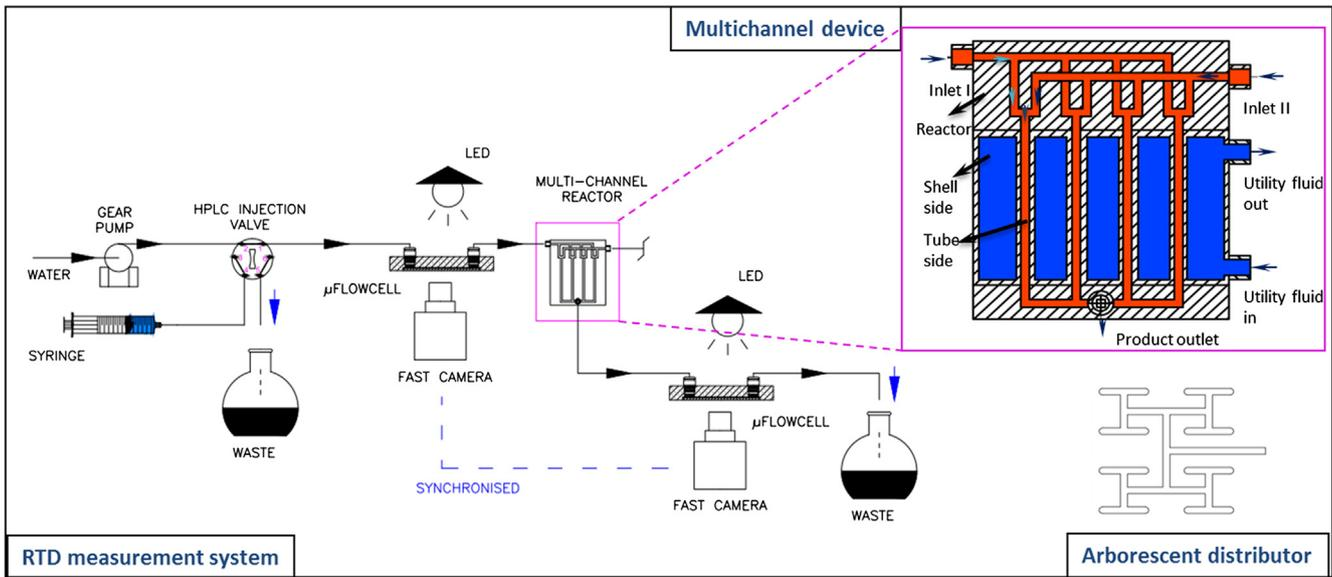 Multichannel device
Inlet I
Inlet II
Reactor
Shell
side
Utility fluid
out
Tube
side
Utility fluid
in
Product outlet
LED
MULTI-CHANNEL
REACTOR
GEAR
PUMP
HPLC INJECTION
VALVE
WATER
µFLOWCELL
SYRINGE
LED
FAST CAMERA
µFLOWCELL
WASTE
SYNCHRONISED
FAST CAMERA
WASTE
RTD measurement system
Arborescent distributor